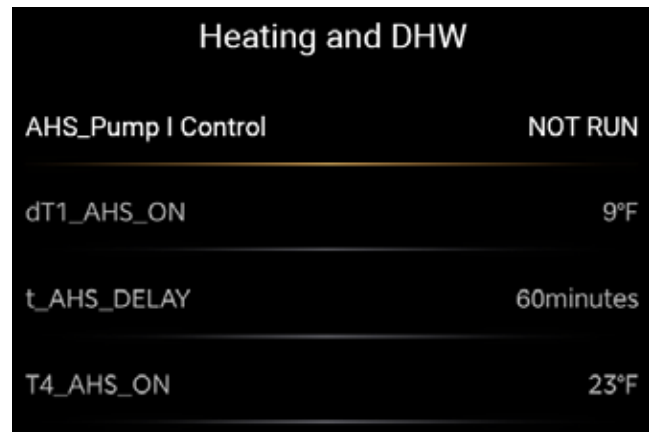 Heating and DHW
AHS_Pump I Control NOT RUN
dT1_AHS_ON 9°F
t_AHS_DELAY 60minutes
T4_AHS_ON 23°F